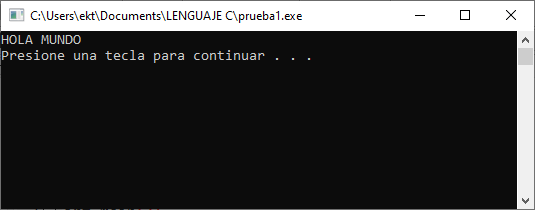 C:\Users\ekt\Documents\LENGUAJE C\prueba1.exe
HOLA MUNDO
Presione una tecla para continuar . . .